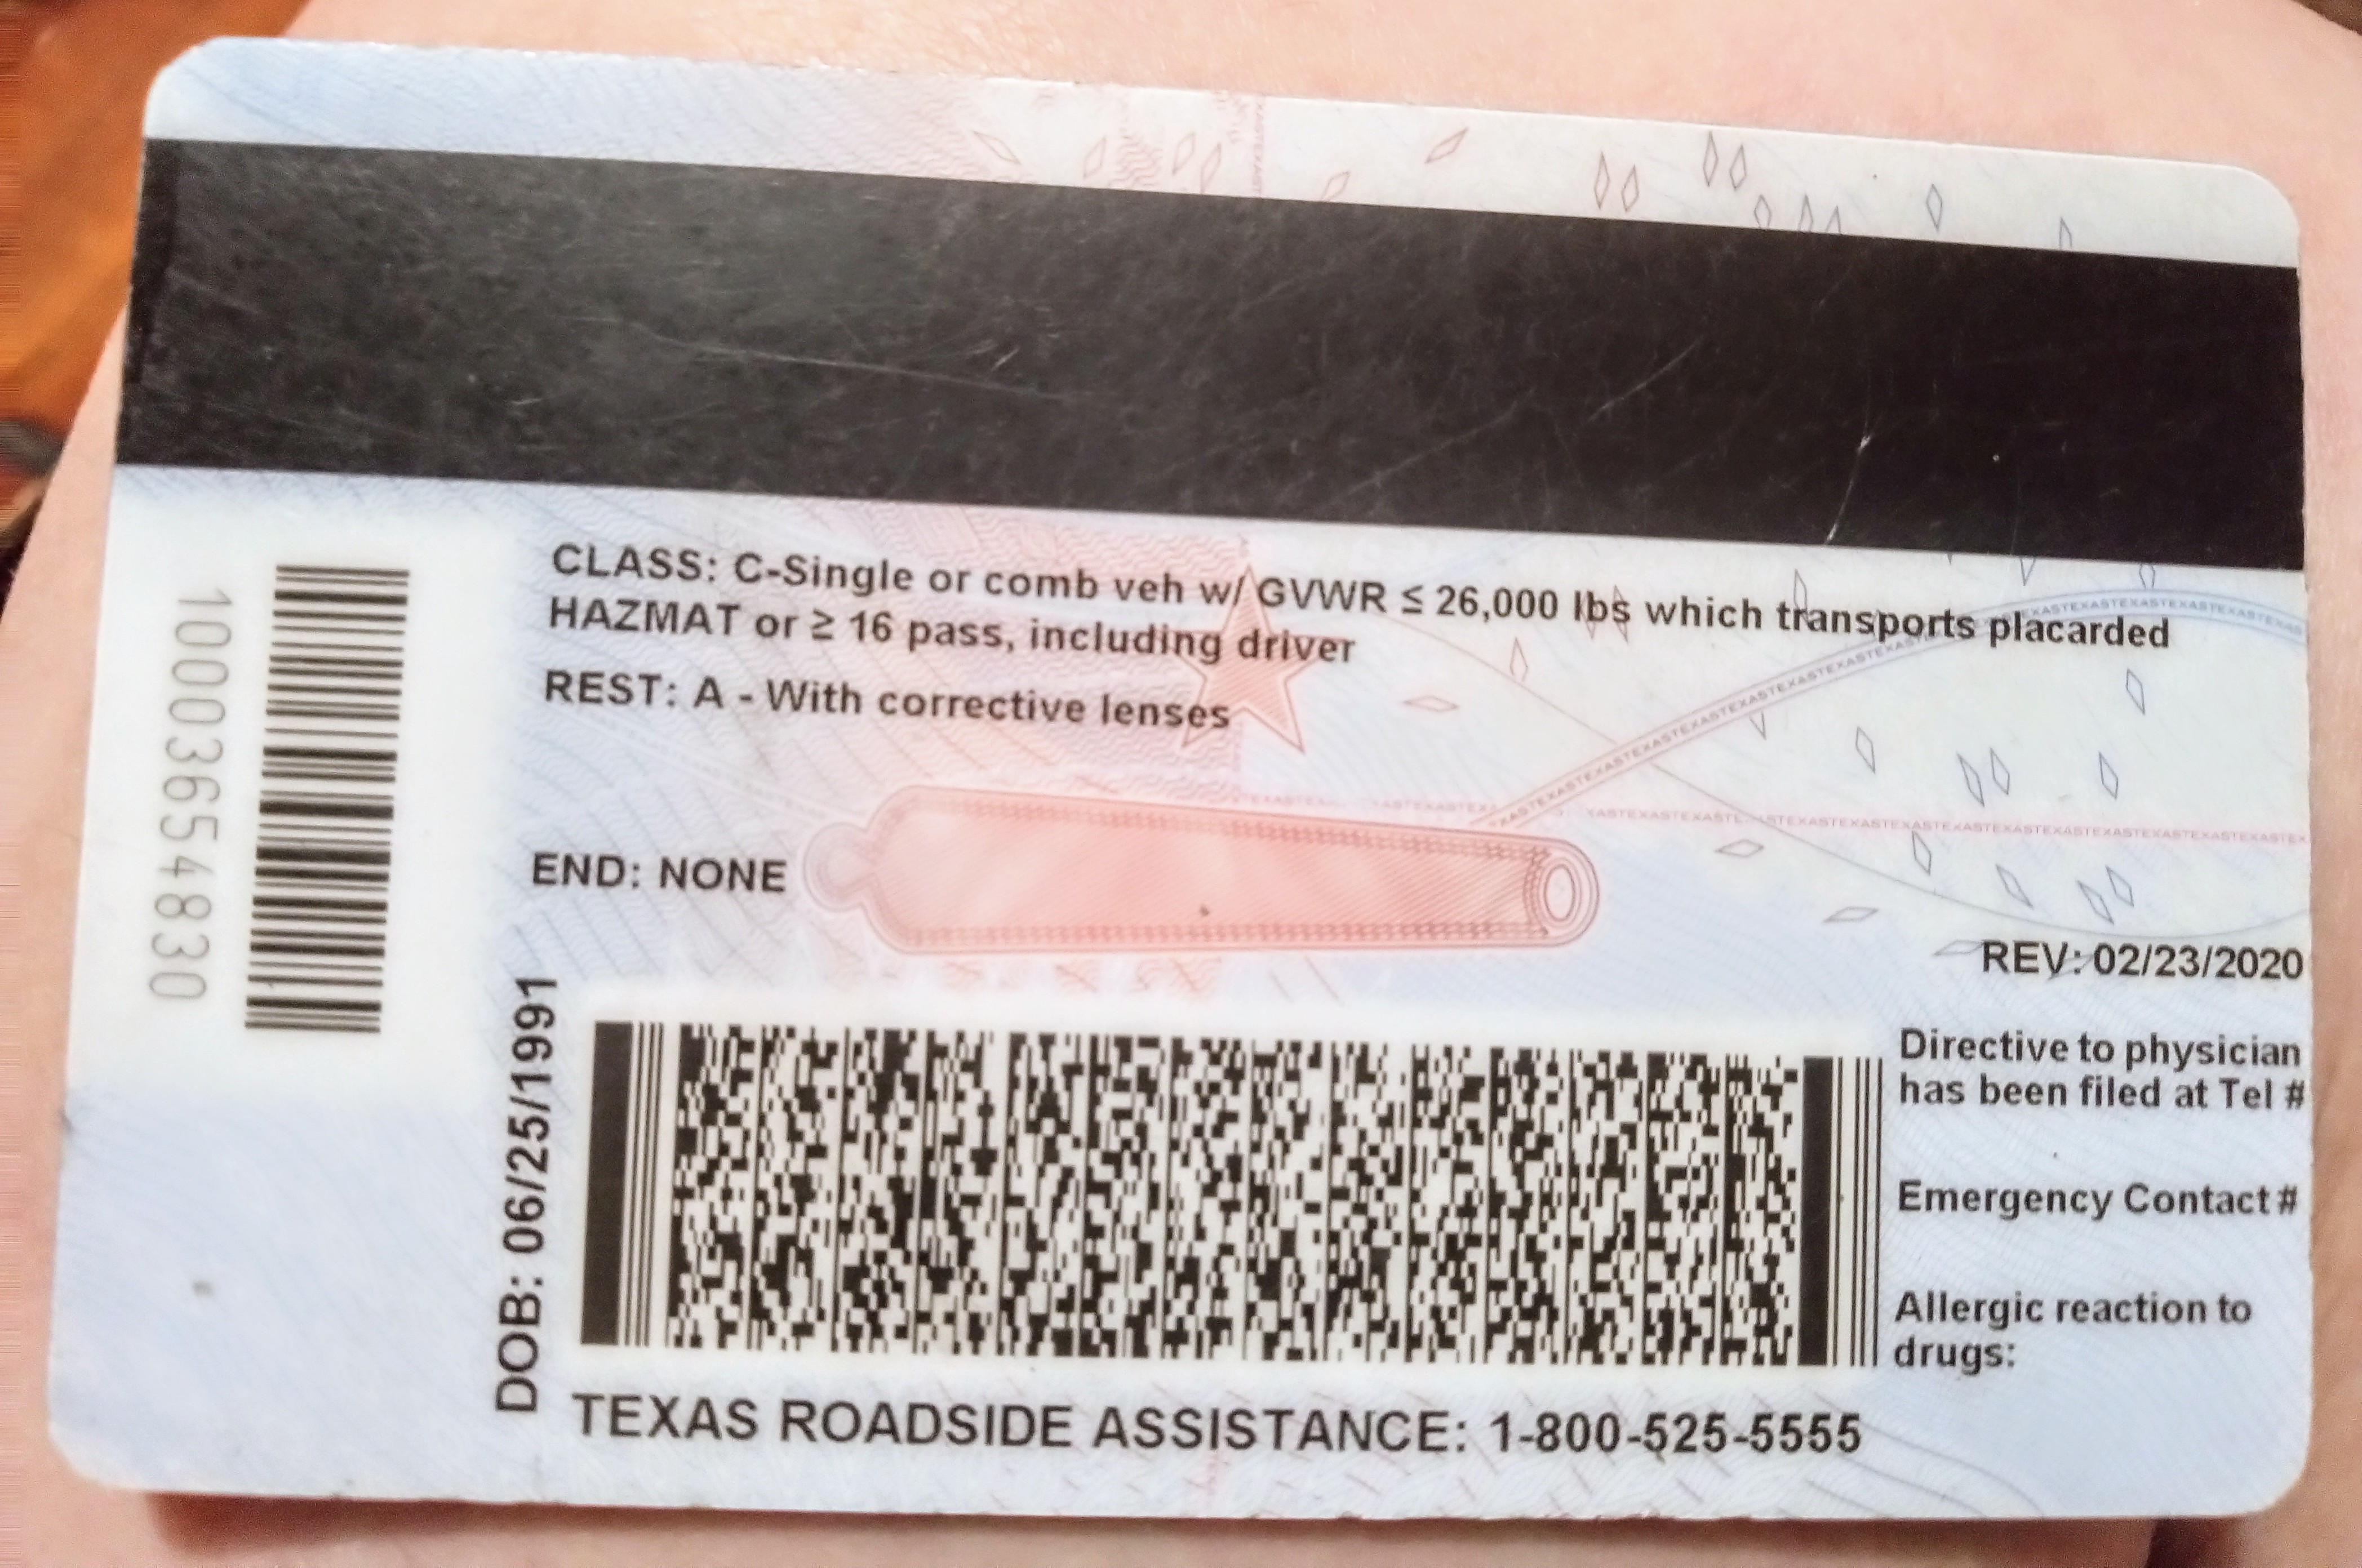 CLASS: C-Single or comb veh w/ GVWR ≤ 26,000 lbs which transports placarded
HAZMAT or ≥ 16 pass, including driver
REST: A - With corrective lenses
END: NONE
10003654830
DOB: 06/25/1991
REV: 02/23/2020
Directive to physician
has been filed at Tel #
Emergency Contact #
Allergic reaction to
drugs:
TEXAS ROADSIDE ASSISTANCE: 1-800-525-5555